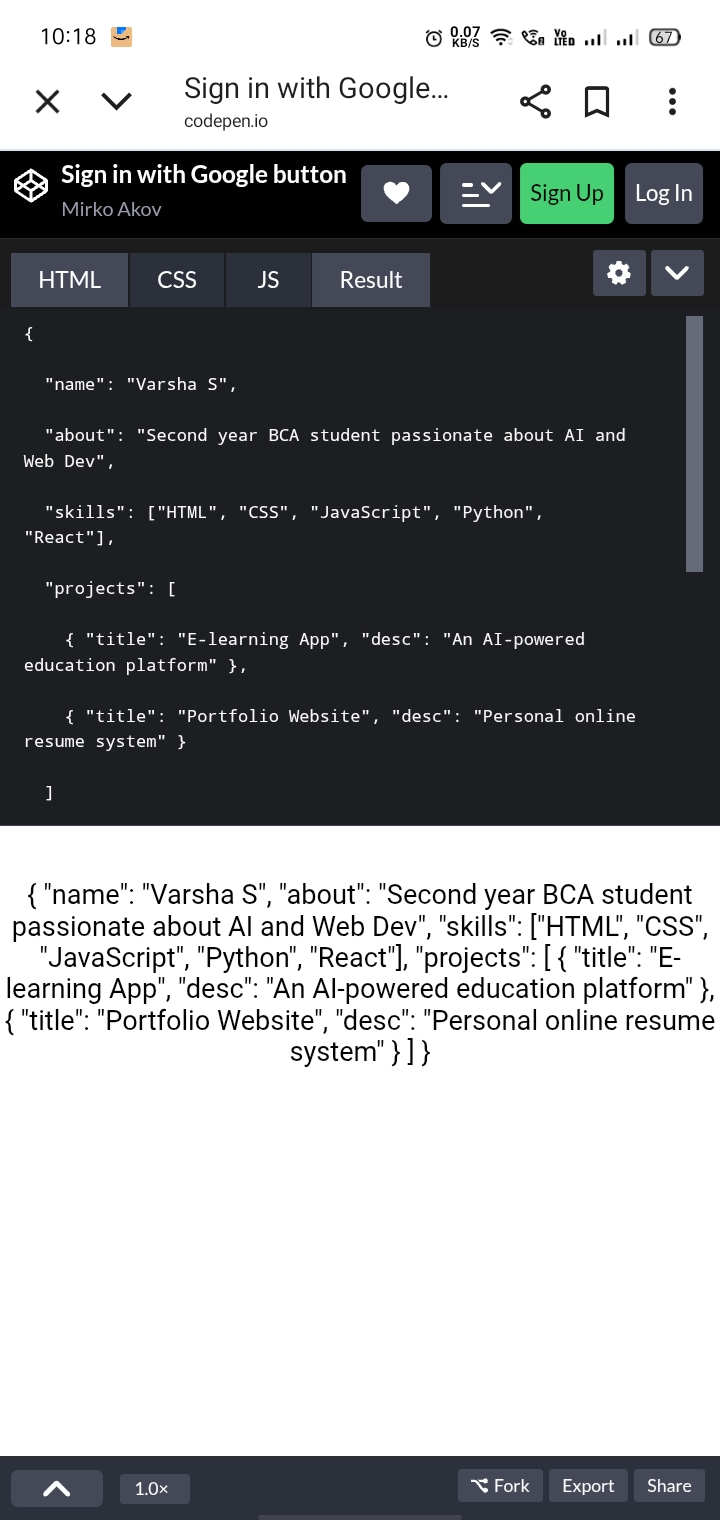 10:18 0.07 KB/S Vo LTE 67
Sign in with Google...
codepen.io
Sign in with Google button
Mirko Akov
Sign Up
Log In
HTML CSS JS Result
{
"name": "Varsha S",
"about": "Second year BCA student passionate about AI and
Web Dev",
"skills": ["HTML", "CSS", "JavaScript", "Python",
"React"],
"projects": [
{ "title": "E-learning App", "desc": "An AI-powered
education platform" },
{ "title": "Portfolio Website", "desc": "Personal online
resume system" }
]
{ "name": "Varsha S", "about": "Second year BCA student
passionate about AI and Web Dev", "skills": ["HTML", "CSS",
"JavaScript", "Python", "React"], "projects": [ { "title": "E-
learning App", "desc": "An AI-powered education platform" },
{ "title": "Portfolio Website", "desc": "Personal online resume
system" } ] }
1.0× Fork Export Share